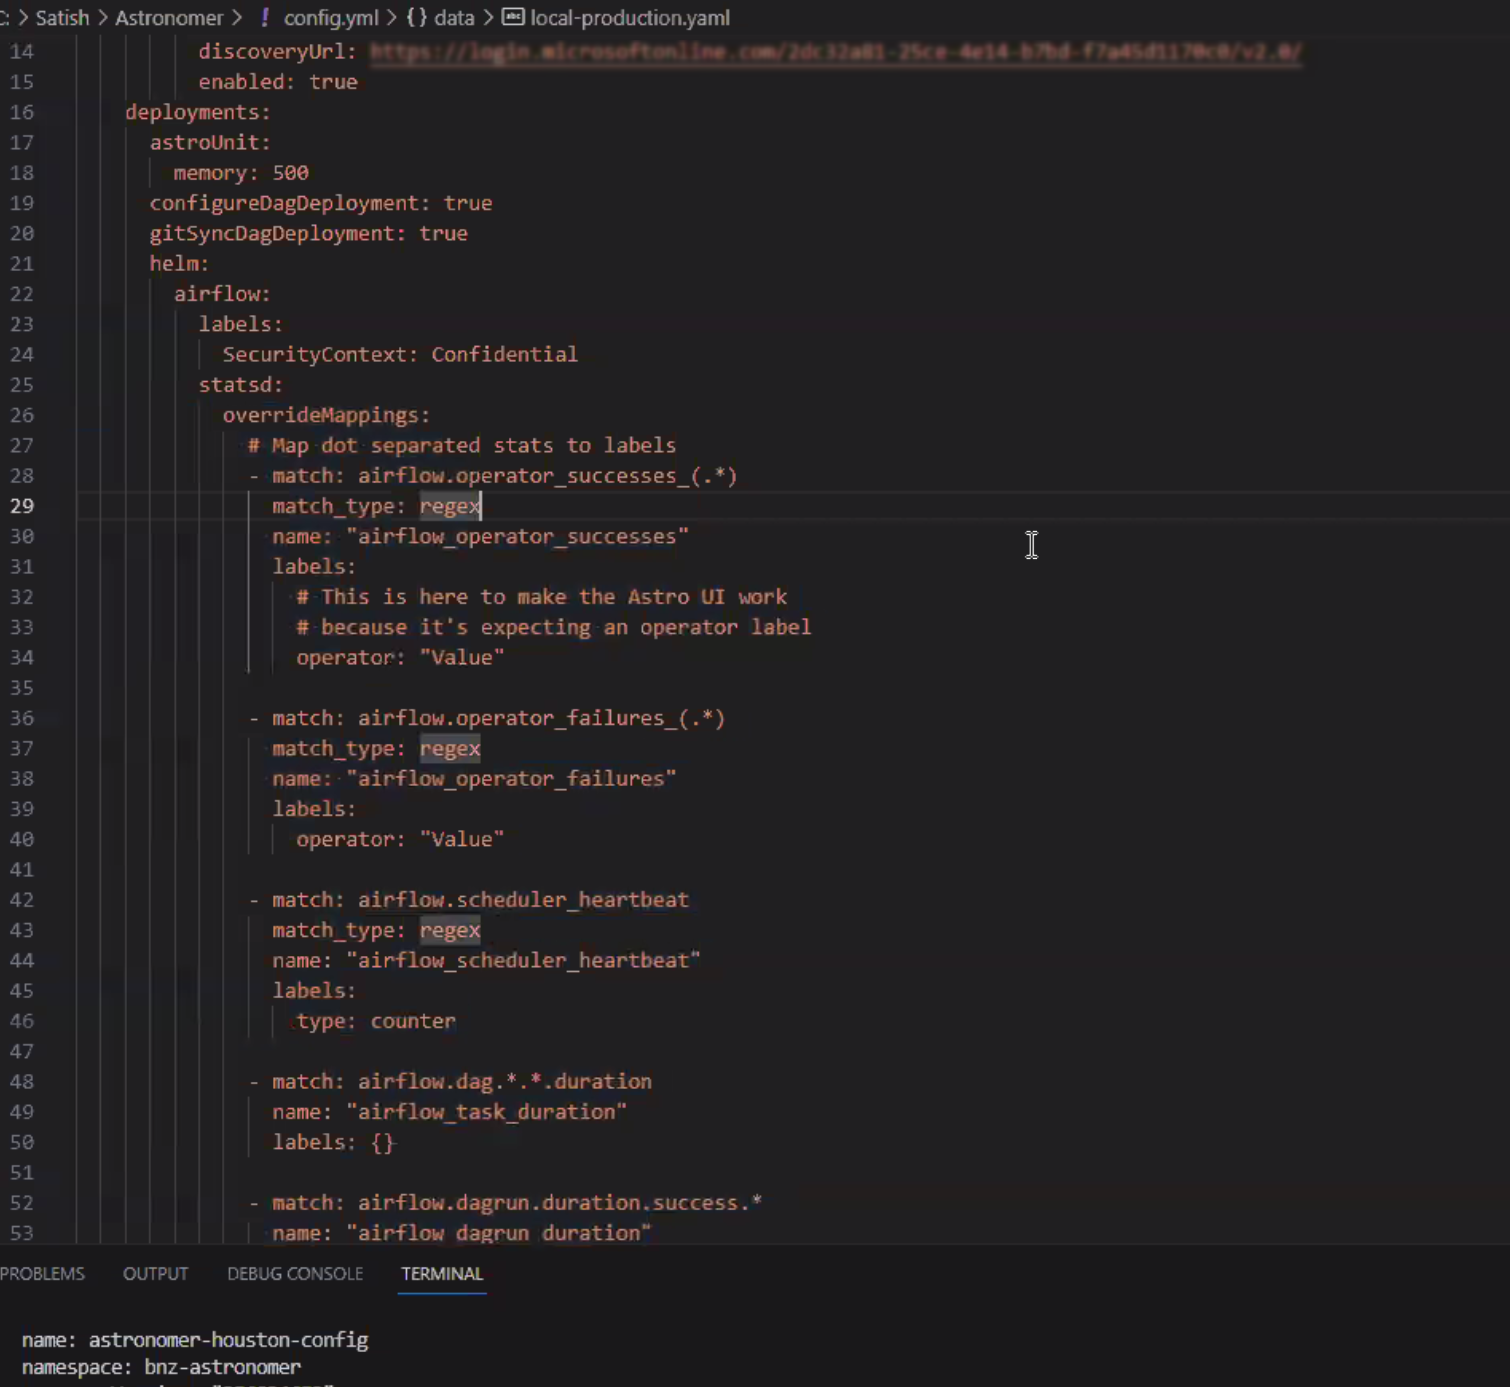 C: > Satish > Astronomer > ! config.yml > {} data > abc local-production.yaml
14 discoveryUrl: https://login.microsoftonline.com/
15 enabled: true
16 deployments:
17 astroUnit:
18 memory: 500
19 configureDagDeployment: true
20 gitSyncDagDeployment: true
21 helm:
22 airflow:
23 labels:
24 SecurityContext: Confidential
25 statsd:
26 overrideMappings:
27 # Map dot separated stats to labels
28 - match: airflow.operator_successes_(.*)
29 match_type: regex
30 name: "airflow_operator_successes"
31 labels:
32 # This is here to make the Astro UI work
33 # because it's expecting an operator label
34 operator: "Value"
35
36 - match: airflow.operator_failures_(.*)
37 match_type: regex
38 name: "airflow_operator_failures"
39 labels:
40 operator: "Value"
41
42 - match: airflow.scheduler_heartbeat
43 match_type: regex
44 name: "airflow_scheduler_heartbeat"
45 labels:
46 type: counter
47
48 - match: airflow.dag.*.*.duration
49 name: "airflow_task_duration"
50 labels: {}
51
52 - match: airflow.dagrun.duration.success.*
53 name: "airflow_dagrun_duration"
PROBLEMS OUTPUT DEBUG CONSOLE TERMINAL
name: astronomer-houston-config
namespace: bnz-astronomer